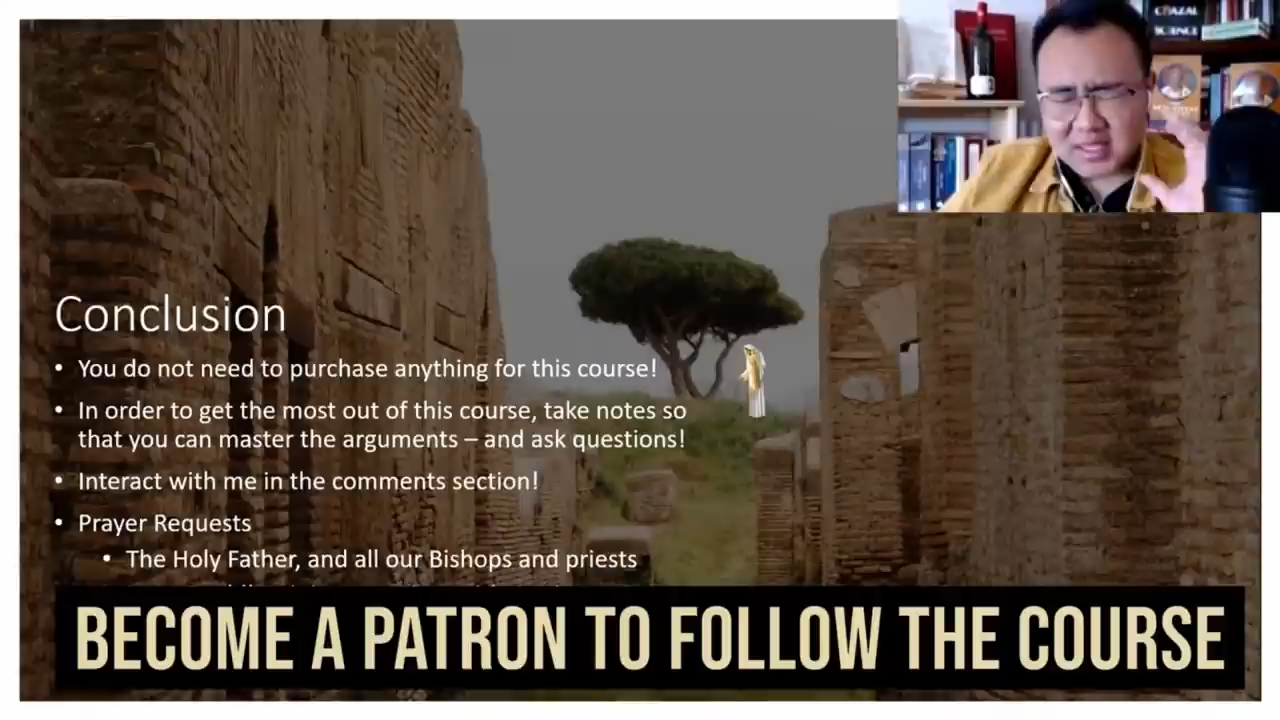 CHAZAL
SCIENCE
Conclusion
• You do not need to purchase anything for this course!
• In order to get the most out of this course, take notes so
that you can master the arguments – and ask questions!
• Interact with me in the comments section!
• Prayer Requests
• The Holy Father, and all our Bishops and priests
BECOME A PATRON TO FOLLOW THE COURSE